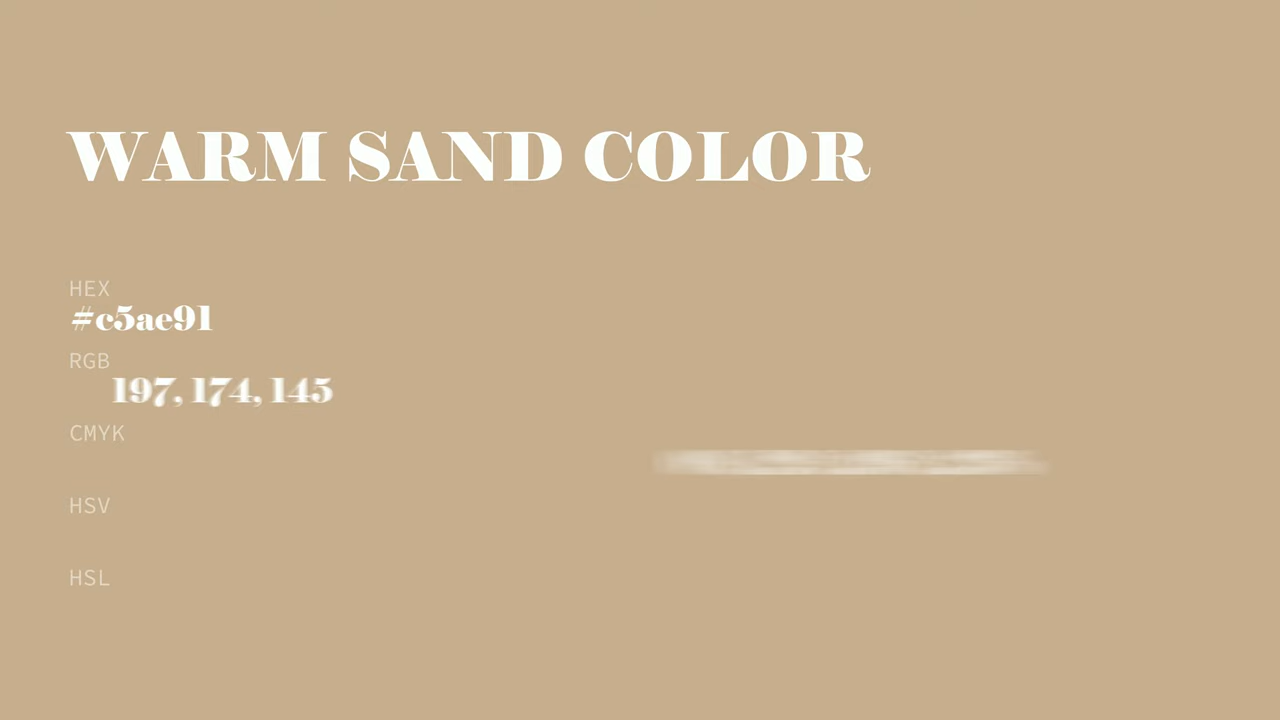 WARM SAND COLOR
HEX
#c5ae91
RGB
197, 174, 145
CMYK
HSV
HSL